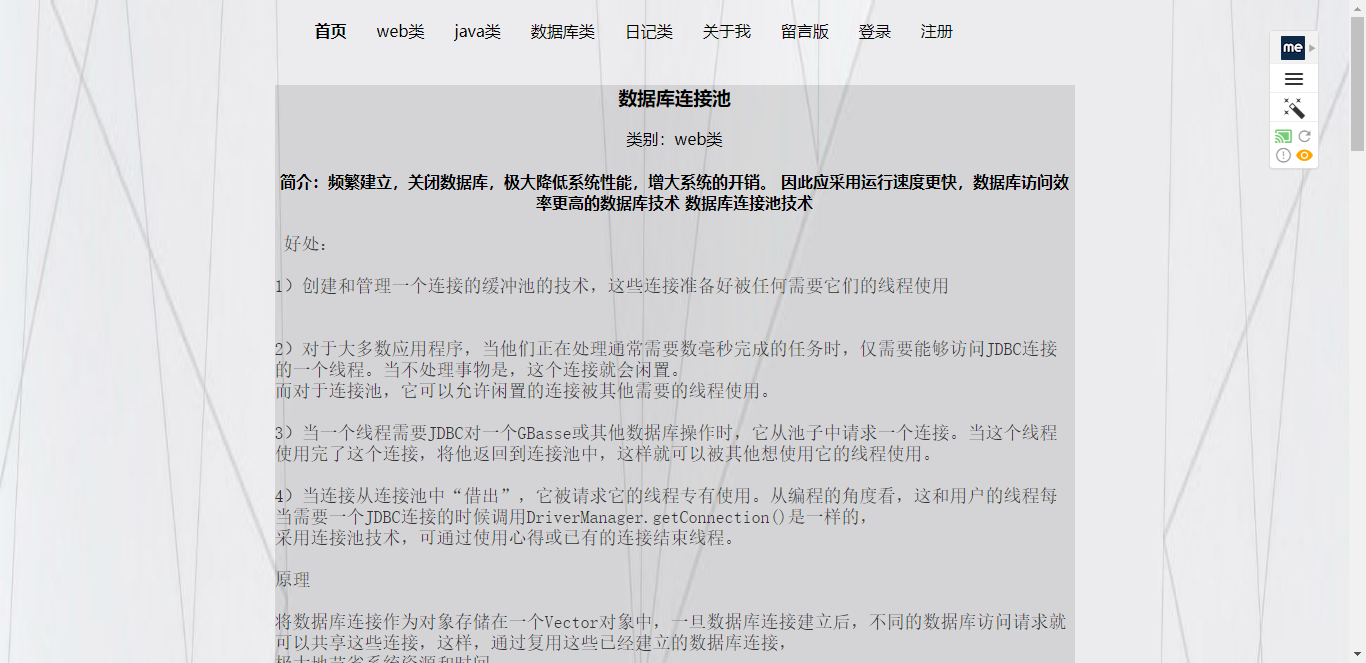 首页 web类 java类 数据库类 日记类 关于我 留言版 登录 注册
me
数据库连接池
类别：web类
简介：频繁建立，关闭数据库，极大降低系统性能，增大系统的开销。 因此应采用运行速度更快，数据库访问效
率更高的数据库技术 数据库连接池技术
好处：
1）创建和管理一个连接的缓冲池的技术，这些连接准备好被任何需要它们的线程使用
2）对于大多数应用程序，当他们正在处理通常需要数毫秒完成的任务时，仅需要能够访问JDBC连接
的一个线程。当不处理事物是，这个连接就会闲置。
而对于连接池，它可以允许闲置的连接被其他需要的线程使用。
3）当一个线程需要JDBC对一个GBasse或其他数据库操作时，它从池子中请求一个连接。当这个线程
使用完了这个连接，将他返回到连接池中，这样就可以被其他想使用它的线程使用。
4）当连接从连接池中“借出”，它被请求它的线程专有使用。从编程的角度看，这和用户的线程每
当需要一个JDBC连接的时候调用DriverManager.getConnection()是一样的，
采用连接池技术，可通过使用心得或已有的连接结束线程。
原理
将数据库连接作为对象存储在一个Vector对象中，一旦数据库连接建立后，不同的数据库访问请求就
可以共享这些连接，这样，通过复用这些已经建立的数据库连接，
极大地节省系统资源和时间